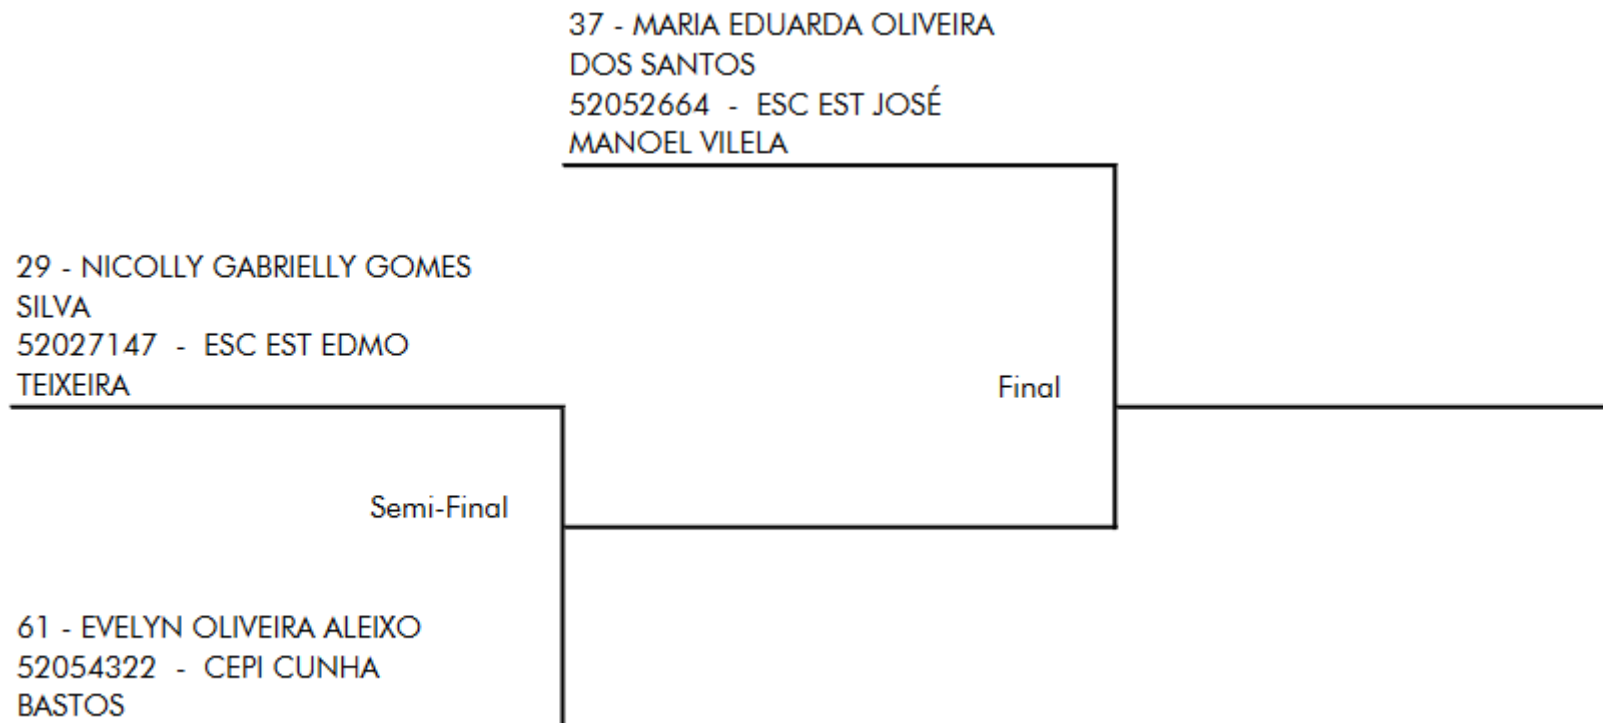 37 - MARIA EDUARDA OLIVEIRA
DOS SANTOS
52052664 - ESC EST JOSÉ
MANOEL VILELA
29 - NICOLLY GABRIELLY GOMES
SILVA
52027147 - ESC EST EDMO
TEIXEIRA
Final
Semi-Final
61 - EVELYN OLIVEIRA ALEIXO
52054322 - CEPI CUNHA
BASTOS